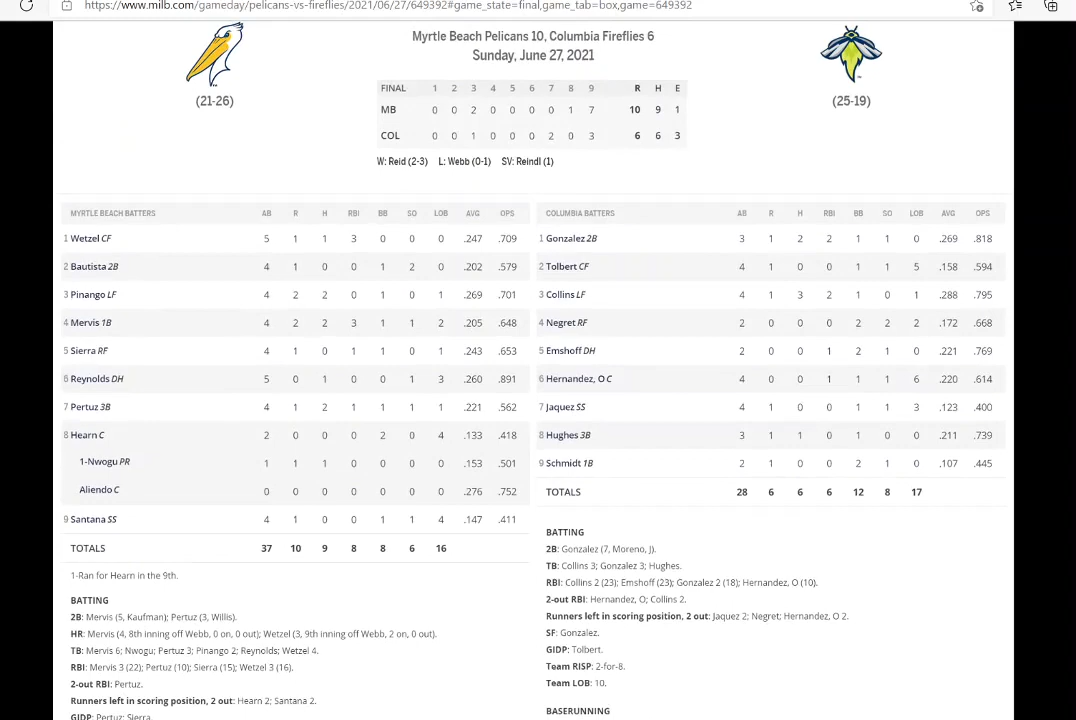 https://www.milb.com/gameday/pelicans-vs-fireflies/2021/06/27/649392#game_state=final,game_tab=box,game=649392
Myrtle Beach Pelicans 10, Columbia Fireflies 6
Sunday, June 27, 2021
(21-26)
(25-19)
FINAL 1 2 3 4 5 6 7 8 9 R H E
MB 0 0 2 0 0 0 0 1 7 10 9 1
COL 0 0 1 0 0 0 2 0 3 6 6 3
W: Reid (2-3) L: Webb (0-1) SV: Reindl (1)
MYRTLE BEACH BATTERS AB R H RBI BB SO LOB AVG OPS
1 Wetzel CF 5 1 1 3 0 0 0 .247 .709
2 Bautista 2B 4 1 0 0 1 2 0 .202 .579
3 Pinango LF 4 2 2 0 1 0 1 .269 .701
4 Mervis 1B 4 2 2 3 1 1 2 .205 .648
5 Sierra RF 4 1 0 1 1 0 1 .243 .653
6 Reynolds DH 5 0 1 0 0 1 3 .260 .891
7 Pertuz 3B 4 1 2 1 1 1 1 .221 .562
8 Hearn C 2 0 0 0 2 0 4 .133 .418
1-Nwogu PR 1 1 1 0 0 0 0 .153 .501
Aliendo C 0 0 0 0 0 0 0 .276 .752
9 Santana SS 4 1 0 0 1 1 4 .147 .411
TOTALS 37 10 9 8 8 6 16
1-Ran for Hearn in the 9th.
BATTING
2B: Mervis (5, Kaufman); Pertuz (3, Willis).
HR: Mervis (4, 8th inning off Webb, 0 on, 0 out); Wetzel (3, 9th inning off Webb, 2 on, 0 out).
TB: Mervis 6; Nwogu; Pertuz 3; Pinango 2; Reynolds; Wetzel 4.
RBI: Mervis 3 (22); Pertuz (10); Sierra (15); Wetzel 3 (16).
2-out RBI: Pertuz.
Runners left in scoring position, 2 out: Hearn 2; Santana 2.
GIDP: Pertuz; Sierra.
COLUMBIA BATTERS AB R H RBI BB SO LOB AVG OPS
1 Gonzalez 2B 3 1 2 2 1 1 0 .269 .818
2 Tolbert CF 4 1 0 0 1 1 5 .158 .594
3 Collins LF 4 1 3 2 1 0 1 .288 .795
4 Negret RF 2 0 0 0 2 2 2 .172 .668
5 Emshoff DH 2 0 0 1 2 1 0 .221 .769
6 Hernandez, O C 4 0 0 1 1 1 6 .220 .614
7 Jaquez SS 4 1 0 0 1 1 3 .123 .400
8 Hughes 3B 3 1 1 0 1 0 0 .211 .739
9 Schmidt 1B 2 1 0 0 2 1 0 .107 .445
TOTALS 28 6 6 6 12 8 17
BATTING
2B: Gonzalez (7, Moreno, J).
TB: Collins 3; Gonzalez 3; Hughes.
RBI: Collins 2 (23); Emshoff (23); Gonzalez 2 (18); Hernandez, O (10).
2-out RBI: Hernandez, O; Collins 2.
Runners left in scoring position, 2 out: Jaquez 2; Negret; Hernandez, O 2.
SF: Gonzalez.
GIDP: Tolbert.
Team RISP: 2-for-8.
Team LOB: 10.
BASERUNNING